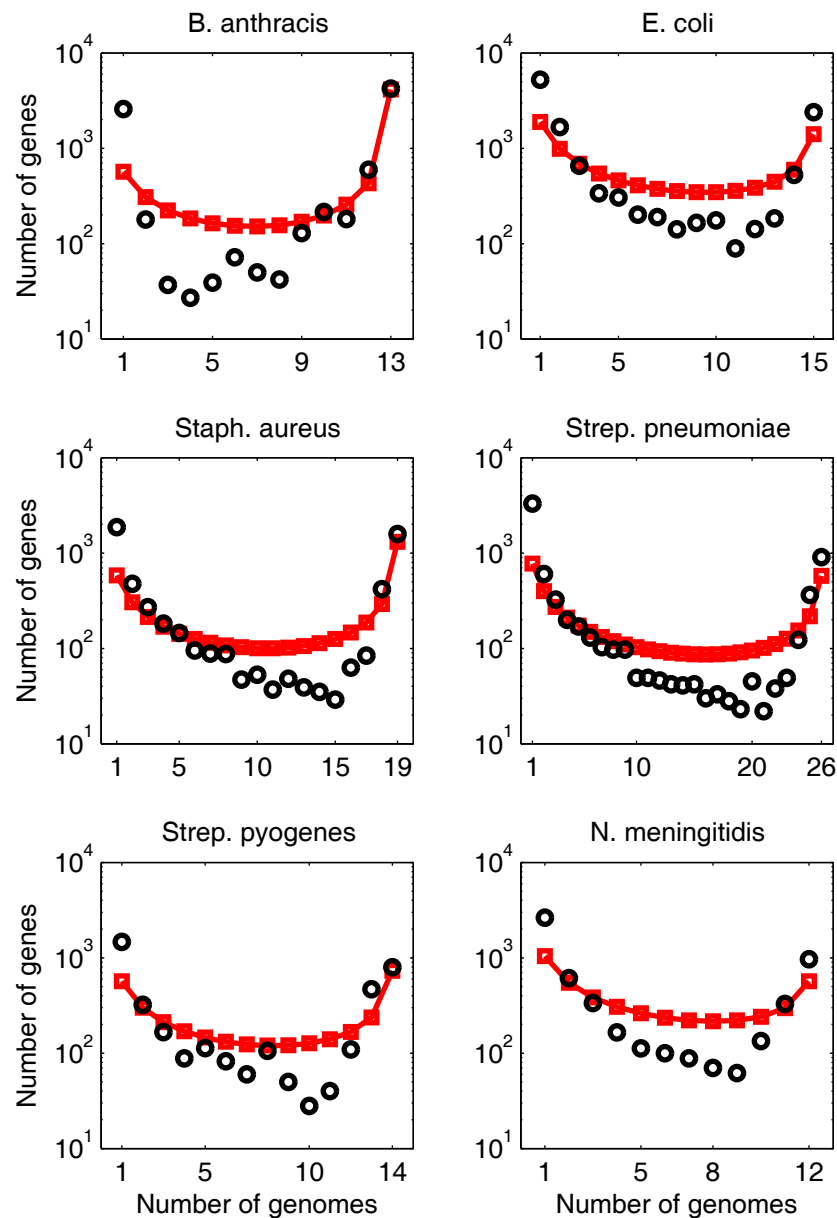 B. anthracis
E. coli
Number of genes
10^4
10^3
10^2
10^1
1 5 9 13
10^4
10^3
10^2
10^1
1 5 10 15
Staph. aureus
Strep. pneumoniae
Number of genes
10^4
10^3
10^2
10^1
1 5 10 15 19
10^4
10^3
10^2
10^1
1 10 20 26
Strep. pyogenes
N. meningitidis
Number of genes
10^4
10^3
10^2
10^1
1 5 10 14
10^4
10^3
10^2
10^1
1 5 8 12
Number of genomes
Number of genomes